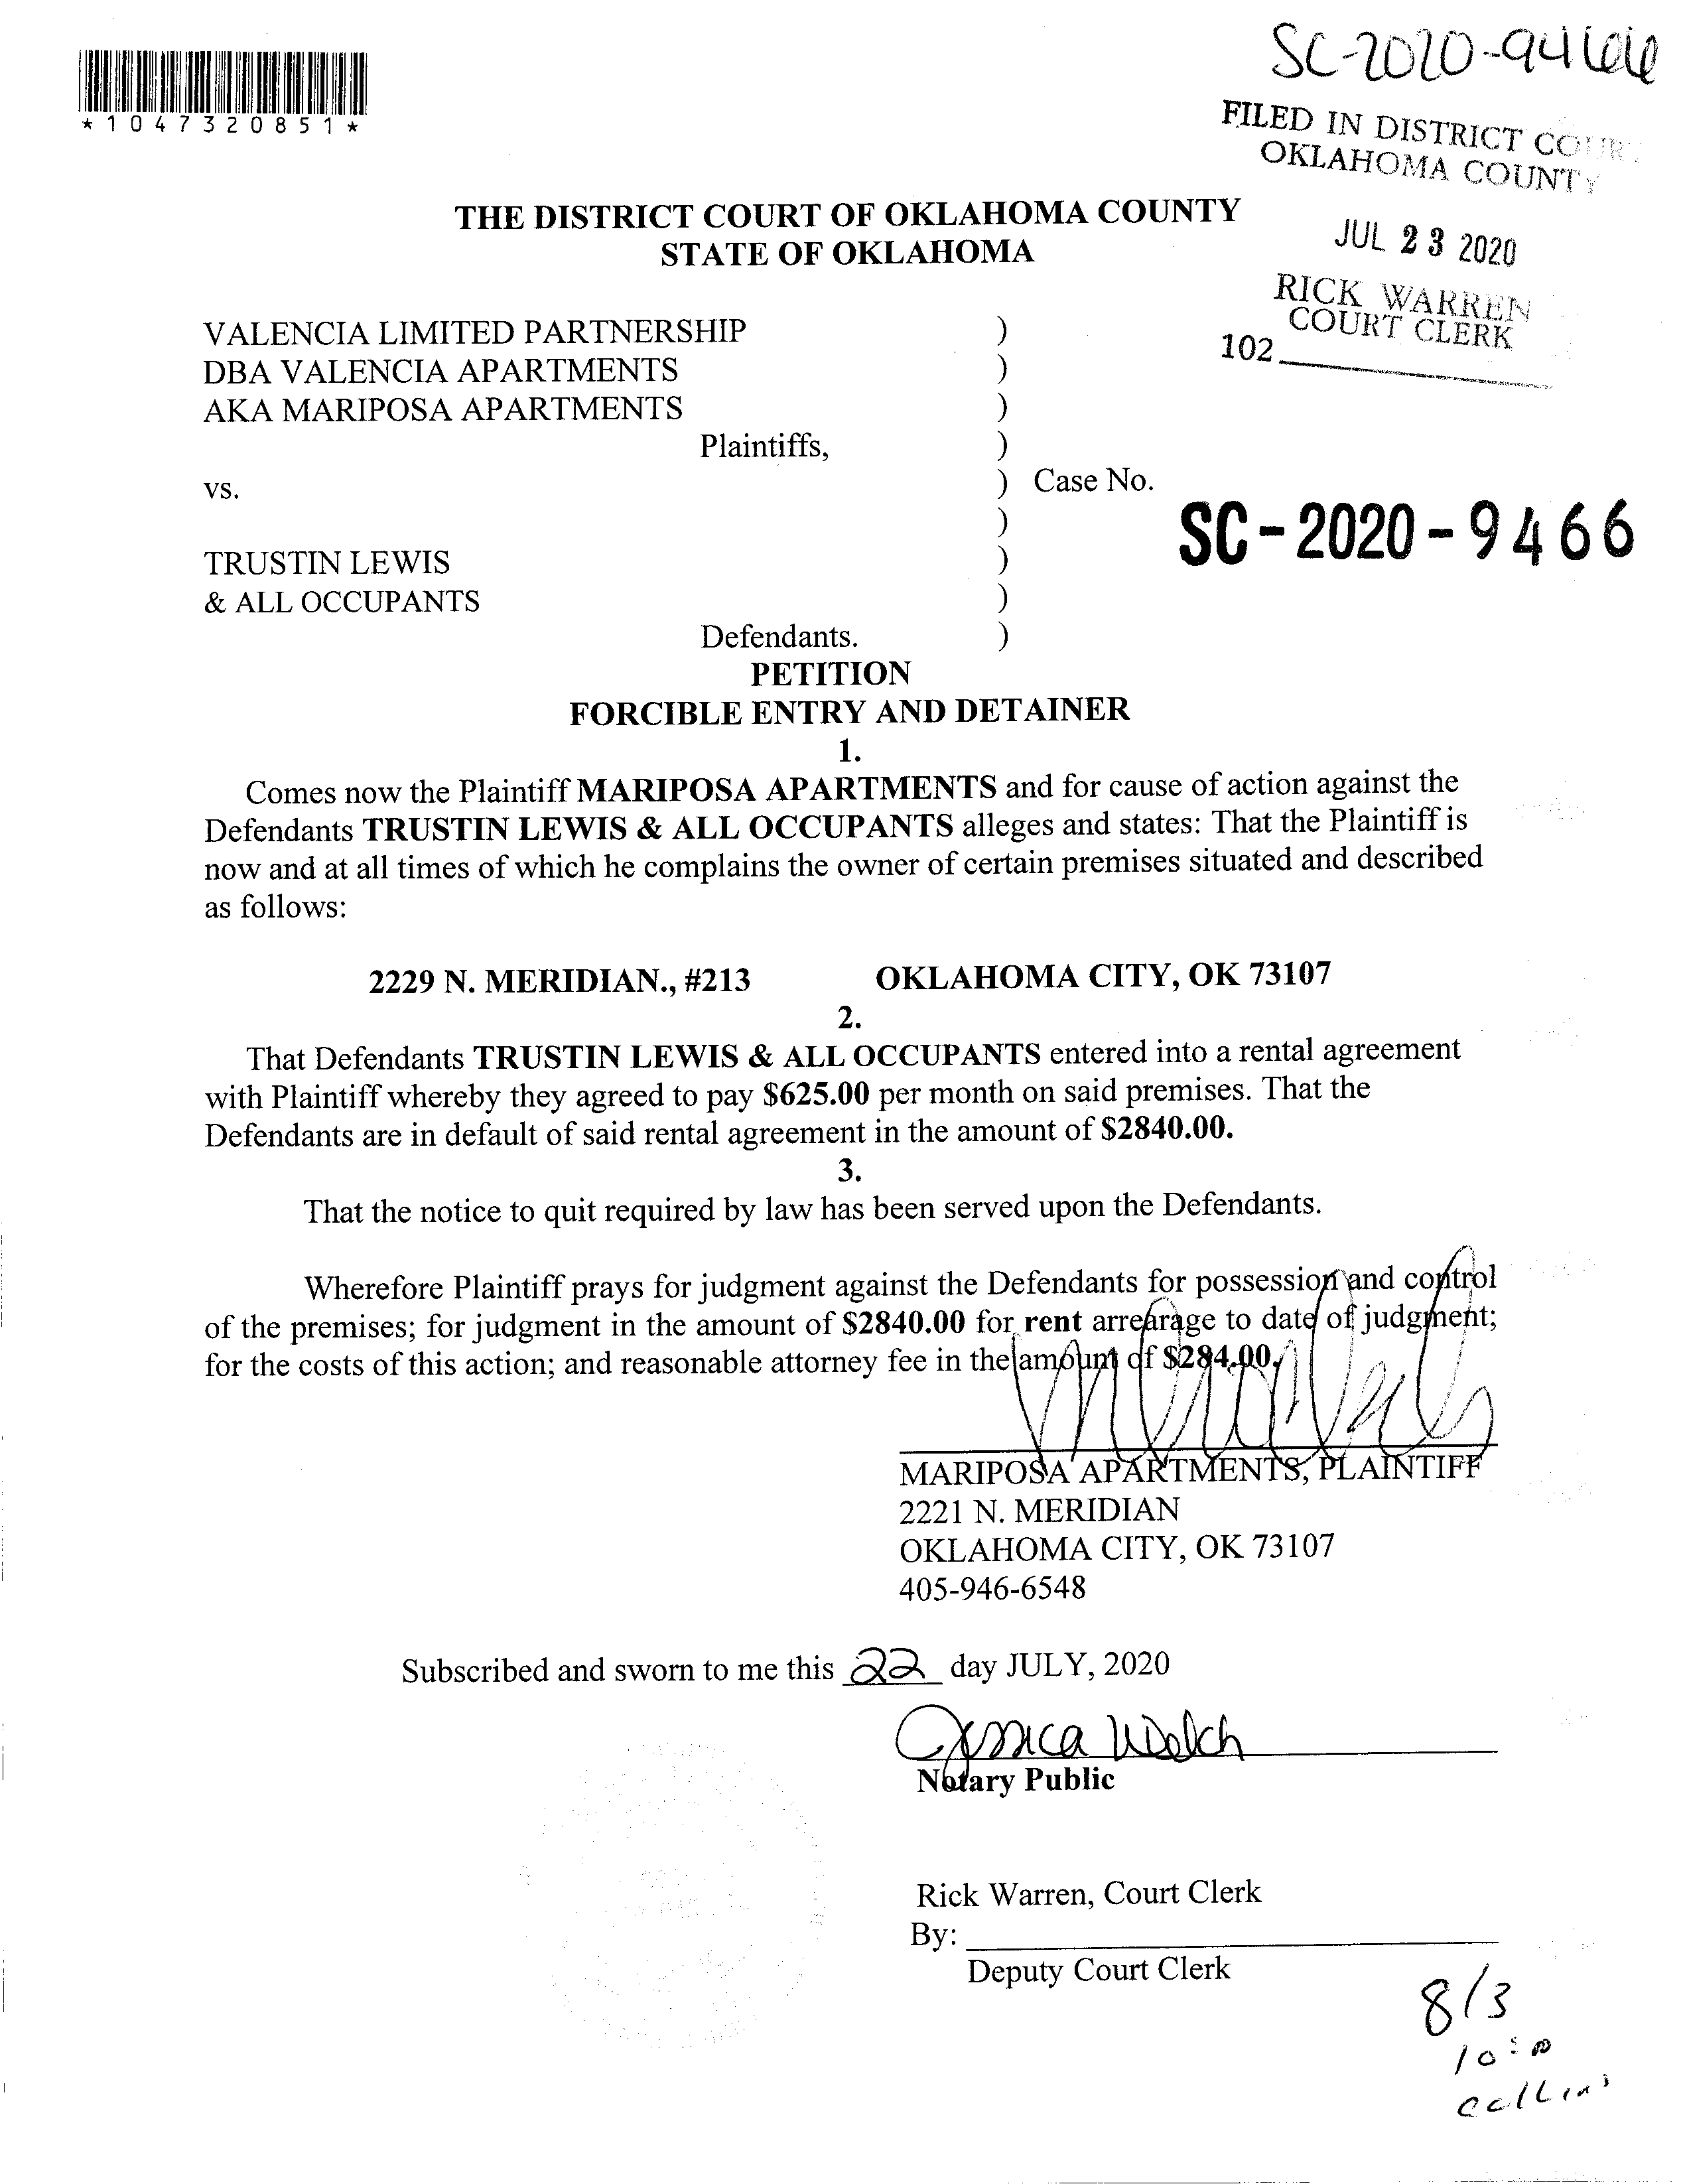 SC-2020-9466
*1047320851*
FILED IN DISTRICT COURT
OKLAHOMA COUNTY
JUL 23 2020
RICK WARREN
COURT CLERK
102
THE DISTRICT COURT OF OKLAHOMA COUNTY
STATE OF OKLAHOMA
VALENCIA LIMITED PARTNERSHIP )
DBA VALENCIA APARTMENTS )
AKA MARIPOSA APARTMENTS )
Plaintiffs, )
vs. ) Case No.
) SC-2020-9466
TRUSTIN LEWIS )
& ALL OCCUPANTS )
Defendants. )
PETITION
FORCIBLE ENTRY AND DETAINER
1.
Comes now the Plaintiff MARIPOSA APARTMENTS and for cause of action against the
Defendants TRUSTIN LEWIS & ALL OCCUPANTS alleges and states: That the Plaintiff is
now and at all times of which he complains the owner of certain premises situated and described
as follows:
2229 N. MERIDIAN., #213 OKLAHOMA CITY, OK 73107
2.
That Defendants TRUSTIN LEWIS & ALL OCCUPANTS entered into a rental agreement
with Plaintiff whereby they agreed to pay $625.00 per month on said premises. That the
Defendants are in default of said rental agreement in the amount of $2840.00.
3.
That the notice to quit required by law has been served upon the Defendants.
Wherefore Plaintiff prays for judgment against the Defendants for possession and control
of the premises; for judgment in the amount of $2840.00 for rent arrearage to date of judgment;
for the costs of this action; and reasonable attorney fee in the amount of $284.00.
MARIPOSA APARTMENTS, PLAINTIFF
2221 N. MERIDIAN
OKLAHOMA CITY, OK 73107
405-946-6548
Subscribed and sworn to me this 22 day JULY, 2020
Jessica Welch
Notary Public
Rick Warren, Court Clerk
By:
Deputy Court Clerk
8/3
10:00
collins